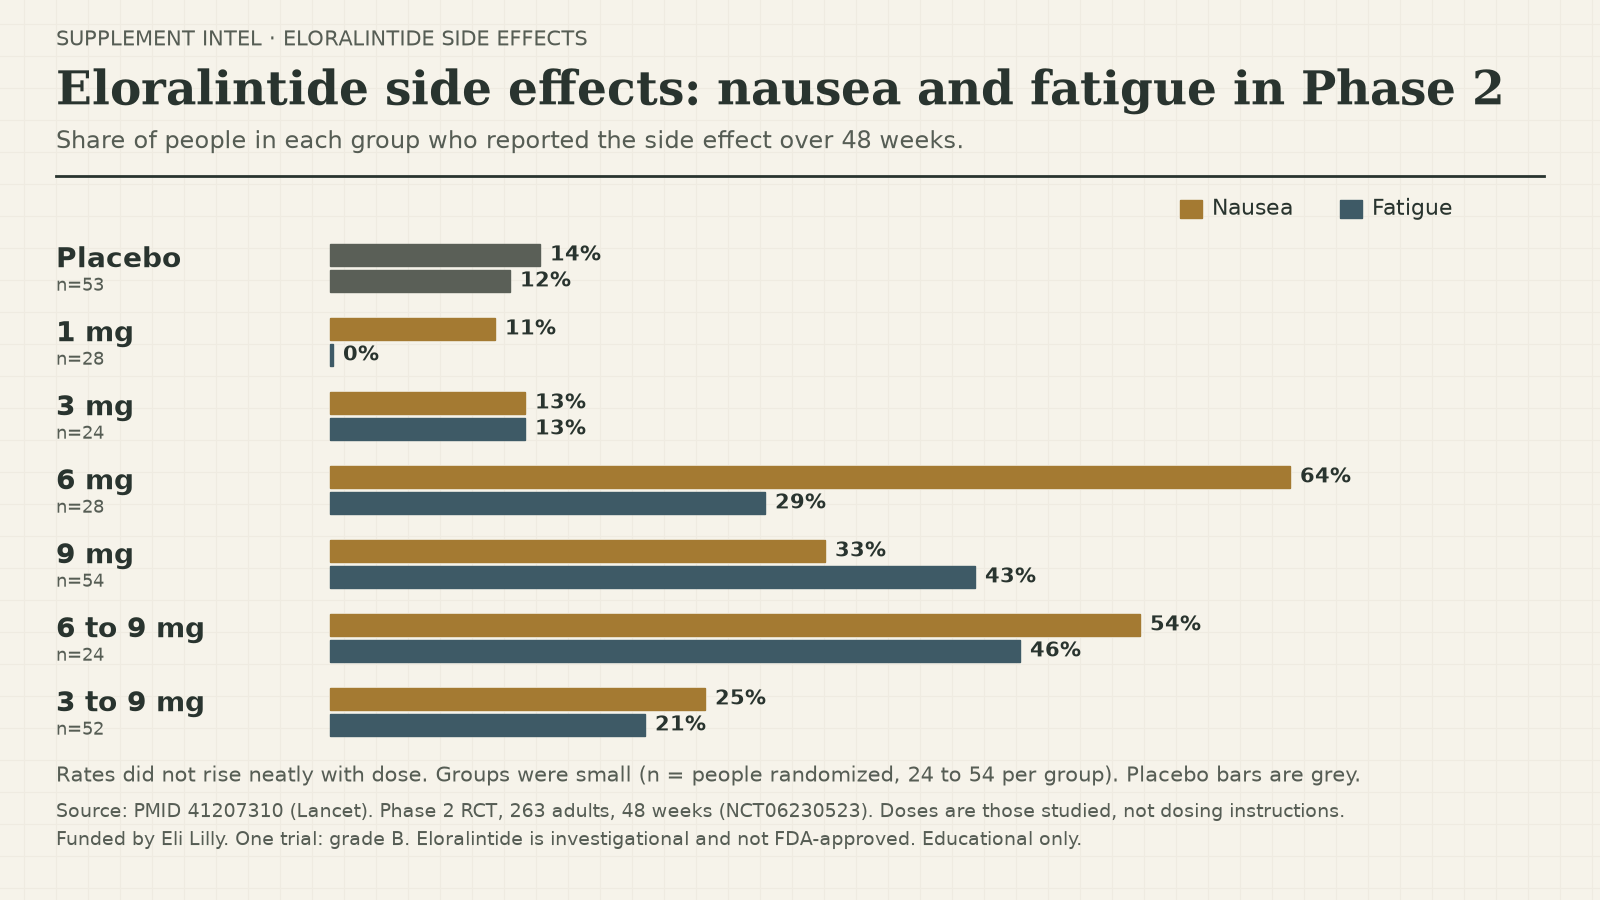 SUPPLEMENT INTEL · ELORALINTIDE SIDE EFFECTS
Eloralintide side effects: nausea and fatigue in Phase 2
Share of people in each group who reported the side effect over 48 weeks.
Nausea
Fatigue
Placebo
n=53
14%
12%
1 mg
n=28
11%
0%
3 mg
n=24
13%
13%
6 mg
n=28
64%
29%
9 mg
n=54
33%
43%
6 to 9 mg
n=24
54%
46%
3 to 9 mg
n=52
25%
21%
Rates did not rise neatly with dose. Groups were small (n = people randomized, 24 to 54 per group). Placebo bars are grey.
Source: PMID 41207310 (Lancet). Phase 2 RCT, 263 adults, 48 weeks (NCT06230523). Doses are those studied, not dosing instructions.
Funded by Eli Lilly. One trial: grade B. Eloralintide is investigational and not FDA-approved. Educational only.